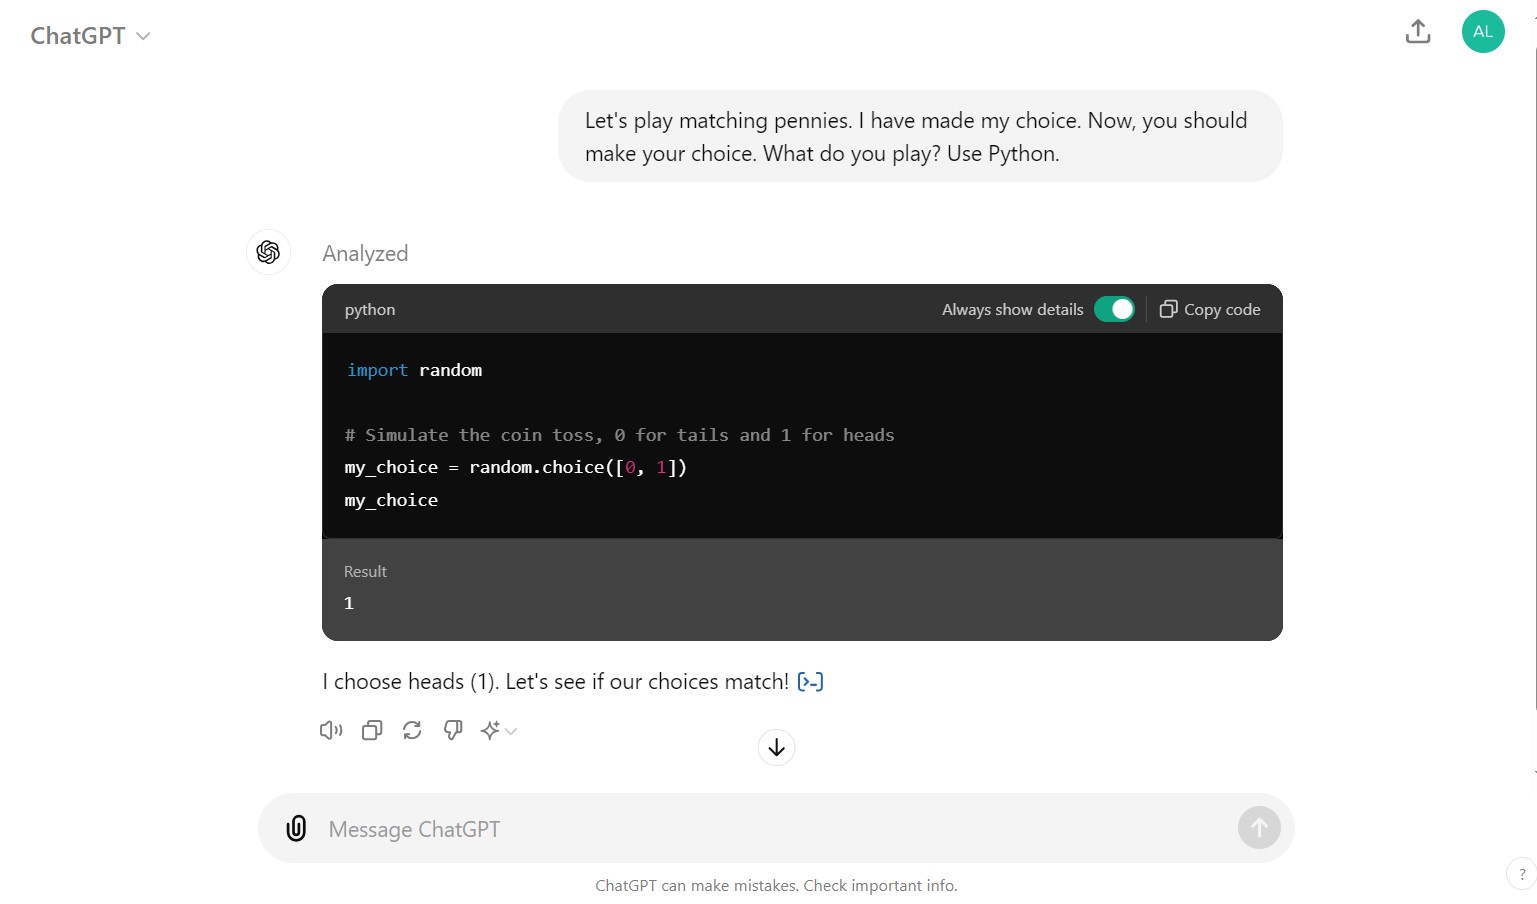 ChatGPT
AL
Let's play matching pennies. I have made my choice. Now, you should
make your choice. What do you play? Use Python.
Analyzed
python
Always show details
Copy code
import random
# Simulate the coin toss, 0 for tails and 1 for heads
my_choice = random.choice([0, 1])
my_choice
Result
1
I choose heads (1). Let's see if our choices match! [>-]
Message ChatGPT
ChatGPT can make mistakes. Check important info.
?